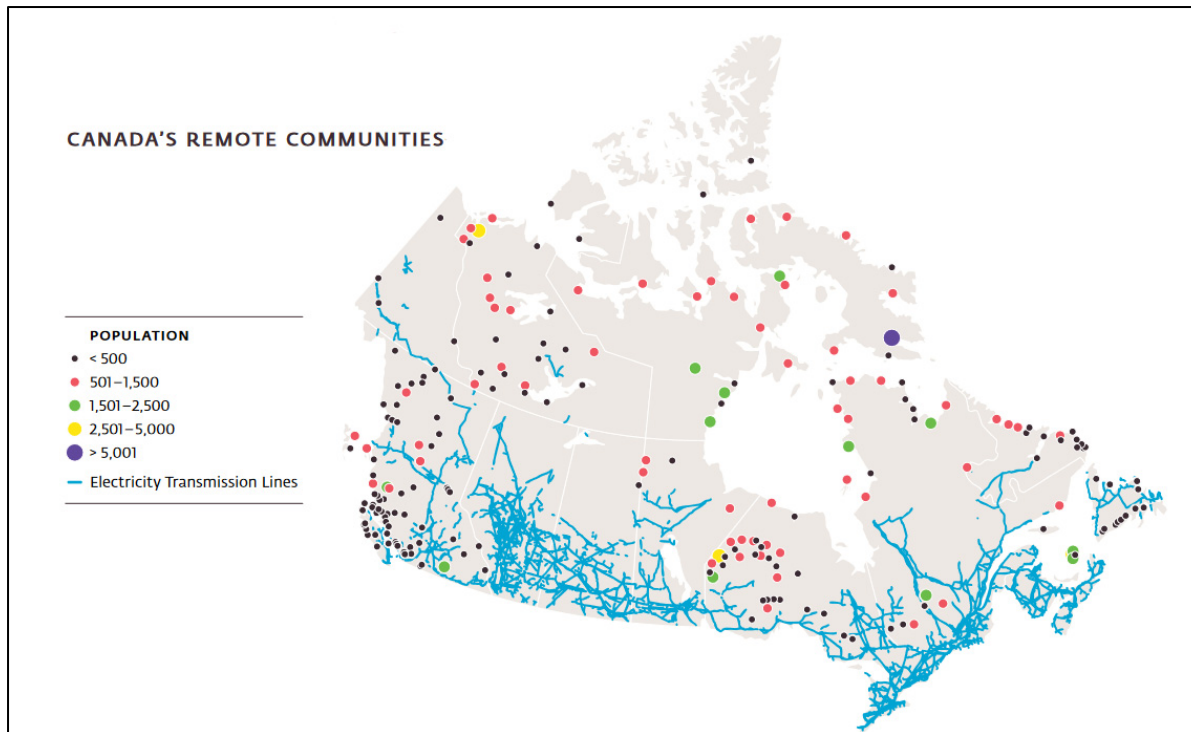 CANADA'S REMOTE COMMUNITIES
POPULATION
< 500
501–1,500
1,501–2,500
2,501–5,000
> 5,001
Electricity Transmission Lines